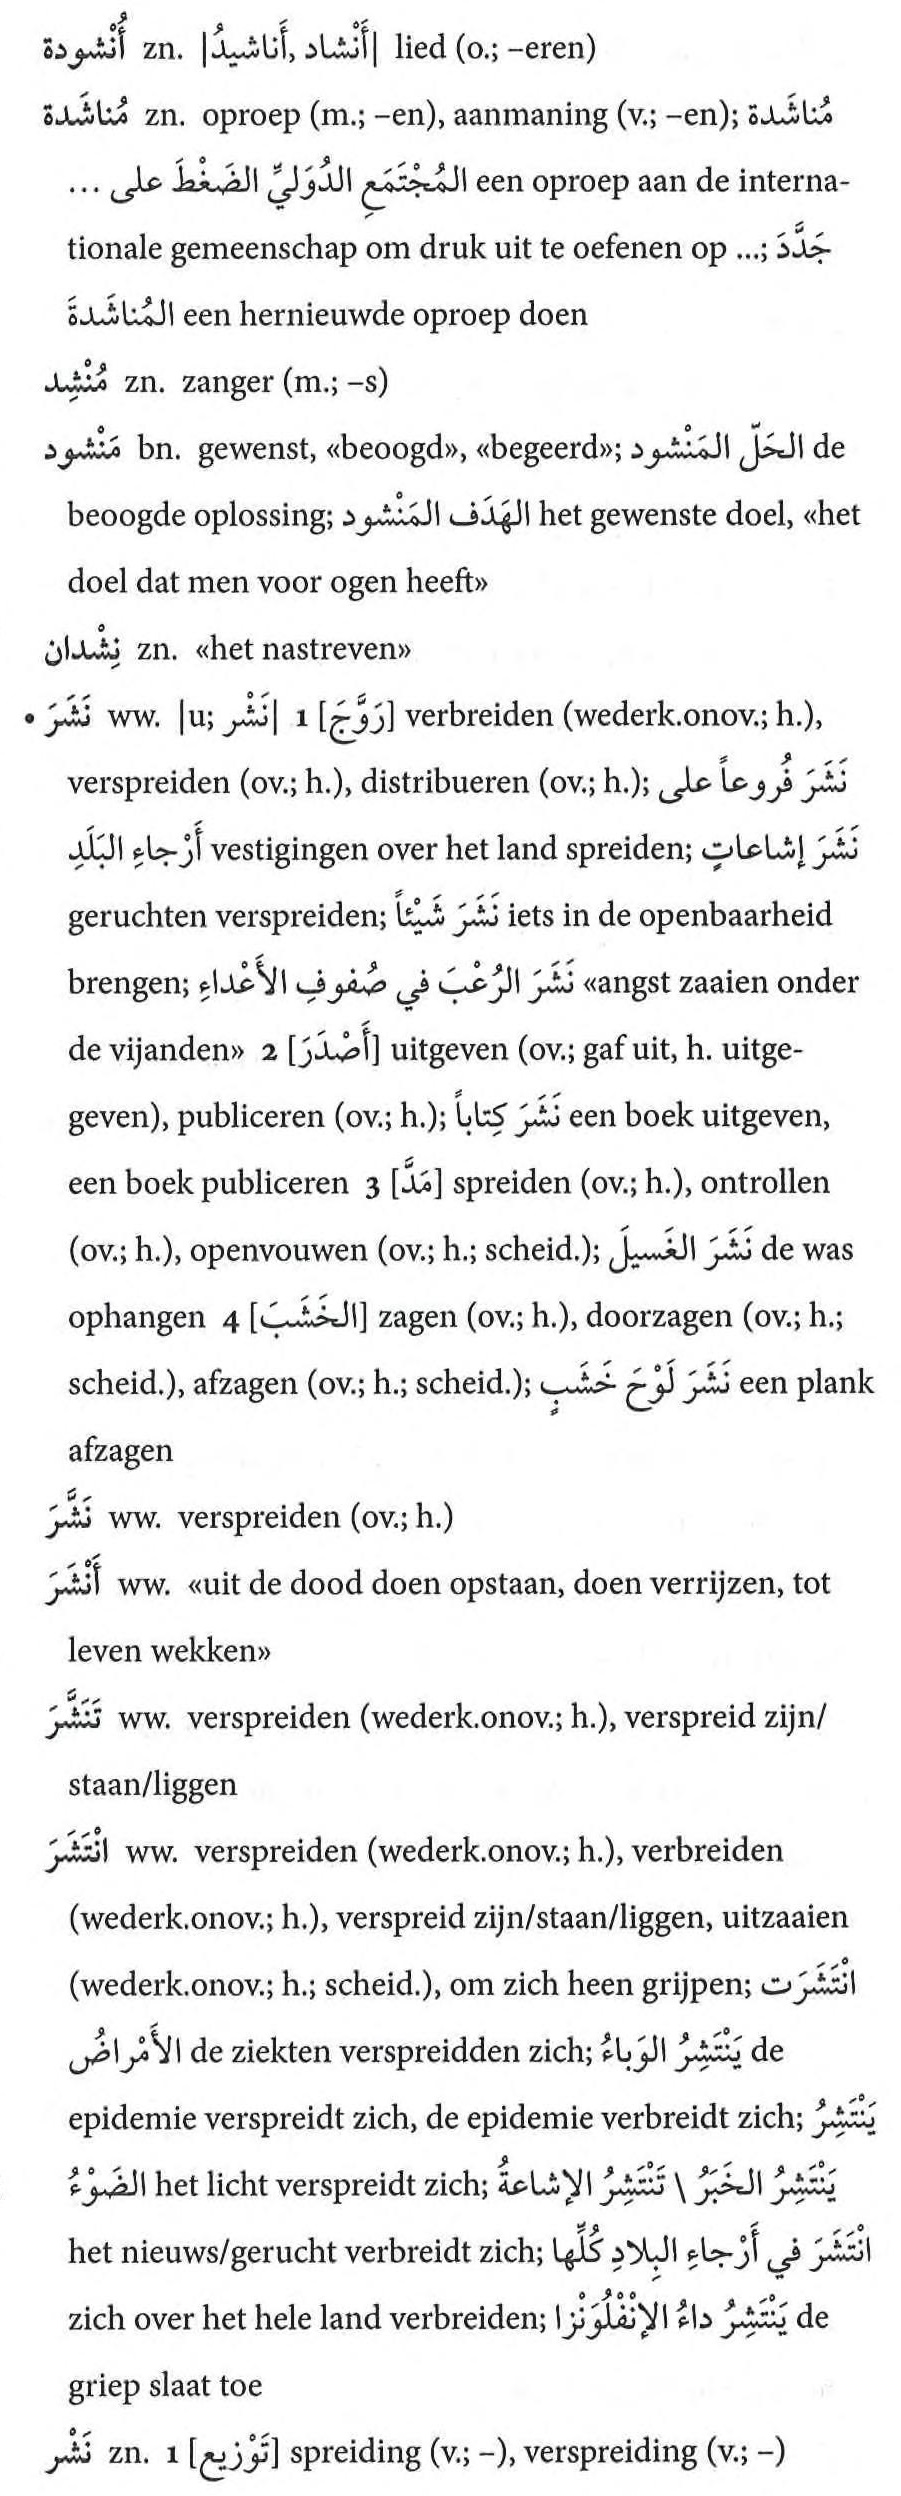 أُنْشودة zn. |أَنْشاد, أَناشيدُ| lied (o.; –eren)
مُناشَدة zn. oproep (m.; –en), aanmaning (v.; –en); مُناشَدة
المُجْتَمَعِ الدُّوَليِّ الضَغْطَ على ... een oproep aan de interna-
tionale gemeenschap om druk uit te oefenen op ...; جَدَّدَ
المُناشَدةَ een hernieuwde oproep doen
مُنْشِد zn. zanger (m.; –s)
مَنْشود bn. gewenst, «beoogd», «begeerd»; الحَلّ المَنْشود de
beoogde oplossing; الهَدَف المَنْشود het gewenste doel, «het
doel dat men voor ogen heeft»
نِشْدان zn. «het nastreven»
• نَشَرَ ww. |u; نَشْر| 1 [رَوَّجَ] verbreiden (wederk.onov.; h.),
verspreiden (ov.; h.), distribueren (ov.; h.); نَشَرَ فُروعاً على
أَرْجاءِ البَلَدِ vestigingen over het land spreiden; نَشَرَ إشاعاتٍ
geruchten verspreiden; نَشَرَ شَيْئاً iets in de openbaarheid
brengen; نَشَرَ الرُعْبَ في صُفوفِ الأَعْداءِ «angst zaaien onder
de vijanden» 2 [أَصْدَرَ] uitgeven (ov.; gaf uit, h. uitge-
geven), publiceren (ov.; h.); نَشَرَ كِتاباً een boek uitgeven,
een boek publiceren 3 [مَدَّ] spreiden (ov.; h.), ontrollen
(ov.; h.), openvouwen (ov.; h.; scheid.); نَشَرَ الغَسيلَ de was
ophangen 4 [الخَشَبَ] zagen (ov.; h.), doorzagen (ov.; h.;
scheid.), afzagen (ov.; h.; scheid.); نَشَرَ لَوْحَ خَشَبٍ een plank
afzagen
نَشَّرَ ww. verspreiden (ov.; h.)
أَنْشَرَ ww. «uit de dood doen opstaan, doen verrijzen, tot
leven wekken»
تَنَشَّرَ ww. verspreiden (wederk.onov.; h.), verspreid zijn/
staan/liggen
انْتَشَرَ ww. verspreiden (wederk.onov.; h.), verbreiden
(wederk.onov.; h.), verspreid zijn/staan/liggen, uitzaaien
(wederk.onov.; h.; scheid.), om zich heen grijpen; انْتَشَرَت
الأَمْراضُ de ziekten verspreidden zich; يَنْتَشِرُ الوَباءُ de
epidemie verspreidt zich, de epidemie verbreidt zich; يَنْتَشِرُ
الضَوْءُ het licht verspreidt zich; يَنْتَشِرُ الخَبَرُ \ تَنْتَشِرُ الإشاعةُ
het nieuws/gerucht verbreidt zich; انْتَشَرَ في أَرْجاءِ البِلادِ كُلِّها
zich over het hele land verbreiden; يَنْتَشِرُ داءُ الإنْفْلُوَنْزا de
griep slaat toe
نَشْر zn. 1 [تَوْزيع] spreiding (v.; –), verspreiding (v.; –)